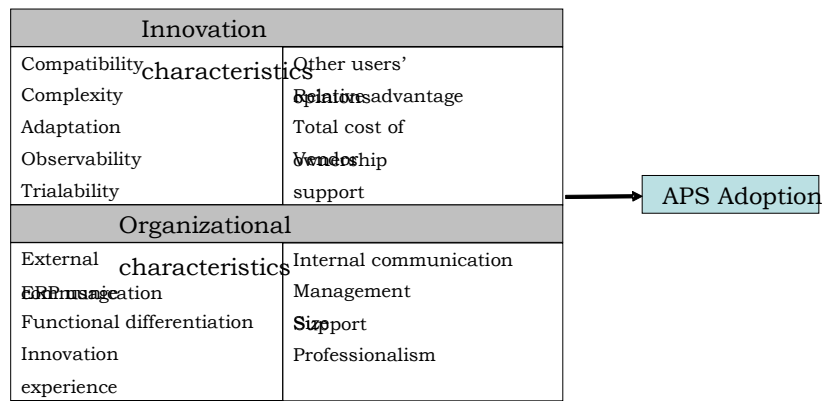 Innovation
characteristics
Compatibility
Complexity
Adaptation
Observability
Trialability
Other users’
opinions
Relative advantage
Total cost of
ownership
Vendor
support
APS Adoption
Organizational
characteristics
External
communication
ERP usage
Functional differentiation
Innovation
experience
Internal communication
Management
Support
Size
Professionalism